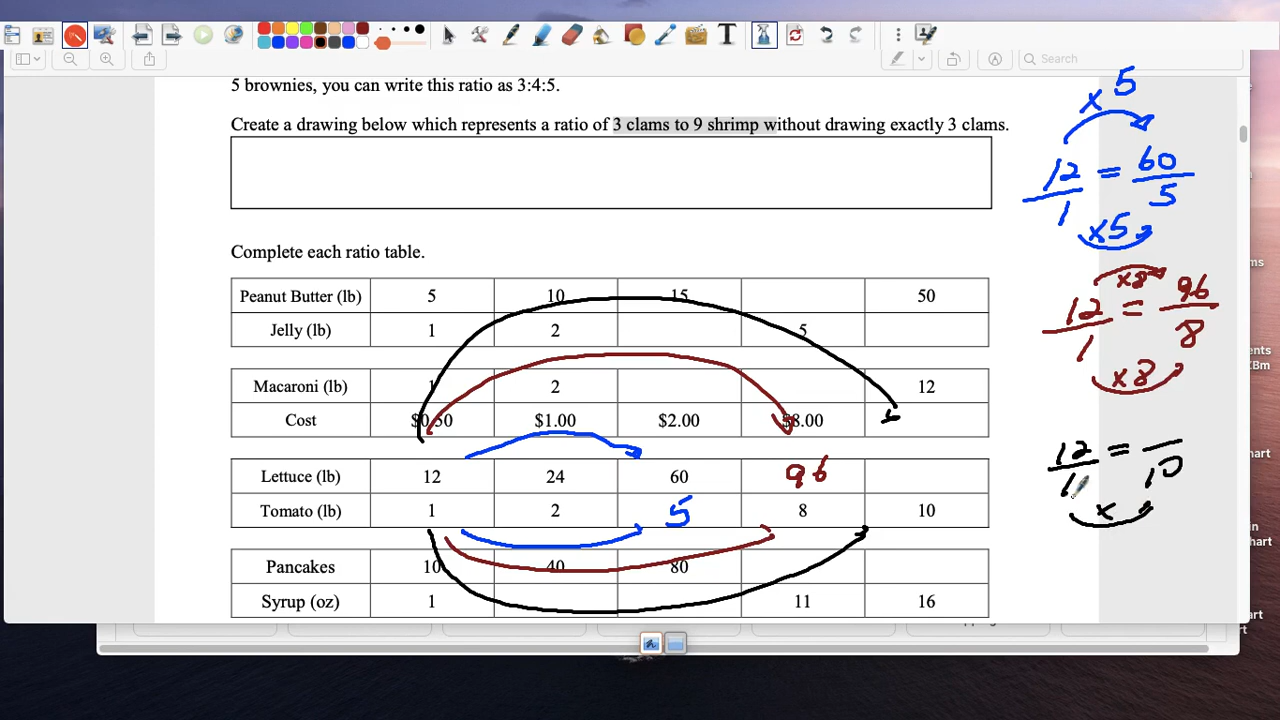 Search
5 brownies, you can write this ratio as 3:4:5.
Create a drawing below which represents a ratio of 3 clams to 9 shrimp without drawing exactly 3 clams.
Complete each ratio table.
Peanut Butter (lb) 5 10 15 50
Jelly (lb) 1 2 5
Macaroni (lb) 1 2 12
Cost $0.50 $1.00 $2.00 $8.00
Lettuce (lb) 12 24 60 96
Tomato (lb) 1 2 5 8 10
Pancakes 10 40 80
Syrup (oz) 1 11 16
x 5
12 = 60
1 5
x5
x8
12 = 96
1 8
x8
12 =
1 10
x